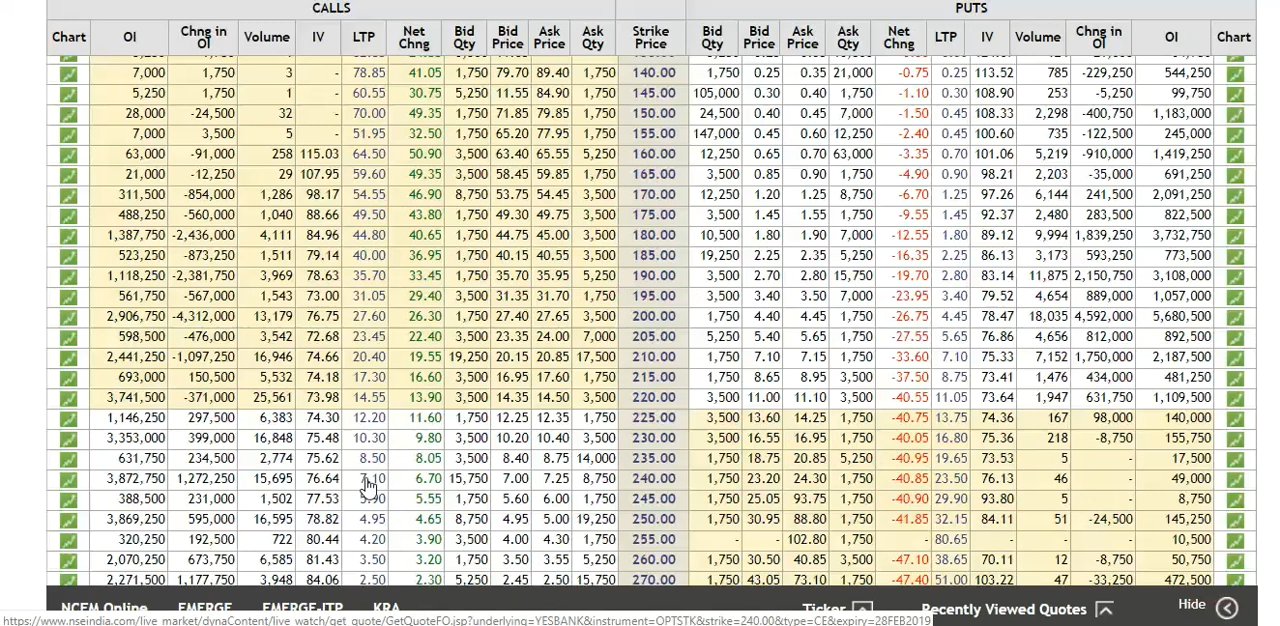 CALLS PUTS
Chart OI Chng in OI Volume IV LTP Net Chng Bid Qty Bid Price Ask Price Ask Qty Strike Price Bid Qty Bid Price Ask Price Ask Qty Net Chng LTP IV Volume Chng in OI OI Chart
7,000 1,750 3 - 78.85 41.05 1,750 79.70 89.40 1,750 140.00 1,750 0.25 0.35 21,000 -0.75 0.25 113.52 785 -229,250 544,250
5,250 1,750 1 - 60.55 30.75 5,250 11.55 84.90 1,750 145.00 105,000 0.30 0.40 1,750 -1.10 0.30 108.90 253 -5,250 99,750
28,000 -24,500 32 - 70.00 49.35 1,750 71.85 79.85 1,750 150.00 24,500 0.40 0.45 7,000 -1.50 0.45 108.33 2,298 -400,750 1,183,000
7,000 3,500 5 - 51.95 32.50 1,750 65.20 77.95 1,750 155.00 147,000 0.45 0.60 12,250 -2.40 0.45 100.60 735 -122,500 245,000
63,000 -91,000 258 115.03 64.50 50.90 3,500 63.40 65.55 5,250 160.00 12,250 0.65 0.70 63,000 -3.35 0.70 101.06 5,219 -910,000 1,419,250
21,000 -12,250 29 107.95 59.60 49.35 1,750 58.45 59.85 1,750 165.00 3,500 0.85 0.90 1,750 -4.90 0.90 98.21 2,203 -35,000 691,250
311,500 -854,000 1,286 98.17 54.55 46.90 8,750 53.75 54.45 3,500 170.00 12,250 1.20 1.25 8,750 -6.70 1.25 97.26 6,144 241,500 2,091,250
488,250 -560,000 1,040 88.66 49.50 43.80 1,750 49.30 49.75 3,500 175.00 3,500 1.45 1.55 1,750 -9.55 1.45 92.37 2,480 283,500 822,500
1,387,750 -2,436,000 4,111 84.96 44.80 40.65 1,750 44.75 45.00 3,500 180.00 10,500 1.80 1.90 7,000 -12.55 1.80 89.12 9,994 1,839,250 3,732,750
523,250 -873,250 1,511 79.14 40.00 36.95 1,750 40.15 40.55 3,500 185.00 19,250 2.25 2.35 5,250 -16.35 2.25 86.13 3,173 593,250 773,500
1,118,250 -2,381,750 3,969 78.63 35.70 33.45 1,750 35.70 35.95 5,250 190.00 3,500 2.70 2.80 15,750 -19.70 2.80 83.14 11,875 2,150,750 3,108,000
561,750 -567,000 1,543 73.00 31.05 29.40 3,500 31.35 31.70 1,750 195.00 3,500 3.40 3.50 7,000 -23.95 3.40 79.52 4,654 889,000 1,057,000
2,906,750 -4,312,000 13,179 76.75 27.60 26.30 1,750 27.40 27.65 3,500 200.00 1,750 4.40 4.45 1,750 -26.75 4.45 78.47 18,035 4,592,000 5,680,500
598,500 -476,000 3,542 72.68 23.45 22.40 3,500 23.35 24.00 7,000 205.00 5,250 5.40 5.65 1,750 -27.55 5.65 76.86 4,656 812,000 892,500
2,441,250 -1,097,250 16,946 74.66 20.40 19.55 19,250 20.15 20.85 17,500 210.00 1,750 7.10 7.15 1,750 -33.60 7.10 75.33 7,152 1,750,000 2,187,500
693,000 150,500 5,532 74.18 17.30 16.60 3,500 16.95 17.60 1,750 215.00 1,750 8.65 8.95 3,500 -37.50 8.75 73.41 1,476 434,000 481,250
3,741,500 -371,000 25,561 73.98 14.55 13.90 3,500 14.35 14.50 3,500 220.00 3,500 11.00 11.10 3,500 -40.55 11.05 73.64 1,947 631,750 1,109,500
1,146,250 297,500 6,383 74.30 12.20 11.60 1,750 12.25 12.35 1,750 225.00 3,500 13.60 14.25 1,750 -40.75 13.75 74.36 167 98,000 140,000
3,353,000 399,000 16,848 75.48 10.30 9.80 3,500 10.20 10.40 3,500 230.00 3,500 16.55 16.95 1,750 -40.05 16.80 75.36 218 -8,750 155,750
631,750 234,500 2,774 75.62 8.50 8.05 3,500 8.40 8.75 14,000 235.00 1,750 18.75 20.85 5,250 -40.95 19.65 73.53 5 - 17,500
3,872,750 1,272,250 15,695 76.64 6.70 15,750 7.00 7.25 8,750 240.00 1,750 23.20 24.30 1,750 -40.85 23.50 76.13 46 - 49,000
388,500 231,000 1,502 77.53 5.55 1,750 5.60 6.00 1,750 245.00 1,750 25.05 93.75 1,750 -40.90 29.90 93.80 5 - 8,750
3,869,250 595,000 16,595 78.82 4.95 4.65 8,750 4.95 5.00 19,250 250.00 1,750 30.95 88.80 1,750 -41.85 32.15 84.11 51 -24,500 145,250
320,250 192,500 722 80.44 4.20 3.90 3,500 4.00 4.30 1,750 255.00 - - 102.80 1,750 - 80.65 - - - 10,500
2,070,250 673,750 6,585 81.43 3.50 3.20 1,750 3.50 3.55 5,250 260.00 1,750 30.50 40.85 3,500 -47.10 38.65 70.11 12 -8,750 50,750
2,271,500 1,177,750 3,948 84.06 2.50 2.30 5,250 2.45 2.50 15,750 270.00 1,750 43.05 73.10 1,750 -47.40 51.00 103.22 47 -33,250 472,500
NCFM Online EMERGE EMERGE-ITP KRA Ticker Recently Viewed Quotes Hide
https://www.nseindia.com/live_market/dynaContent/live_watch/get_quote/GetQuoteFO.jsp?underlying=YESBANK&instrument=OPTSTK&strike=240.00&type=CE&expiry=28FEB2019